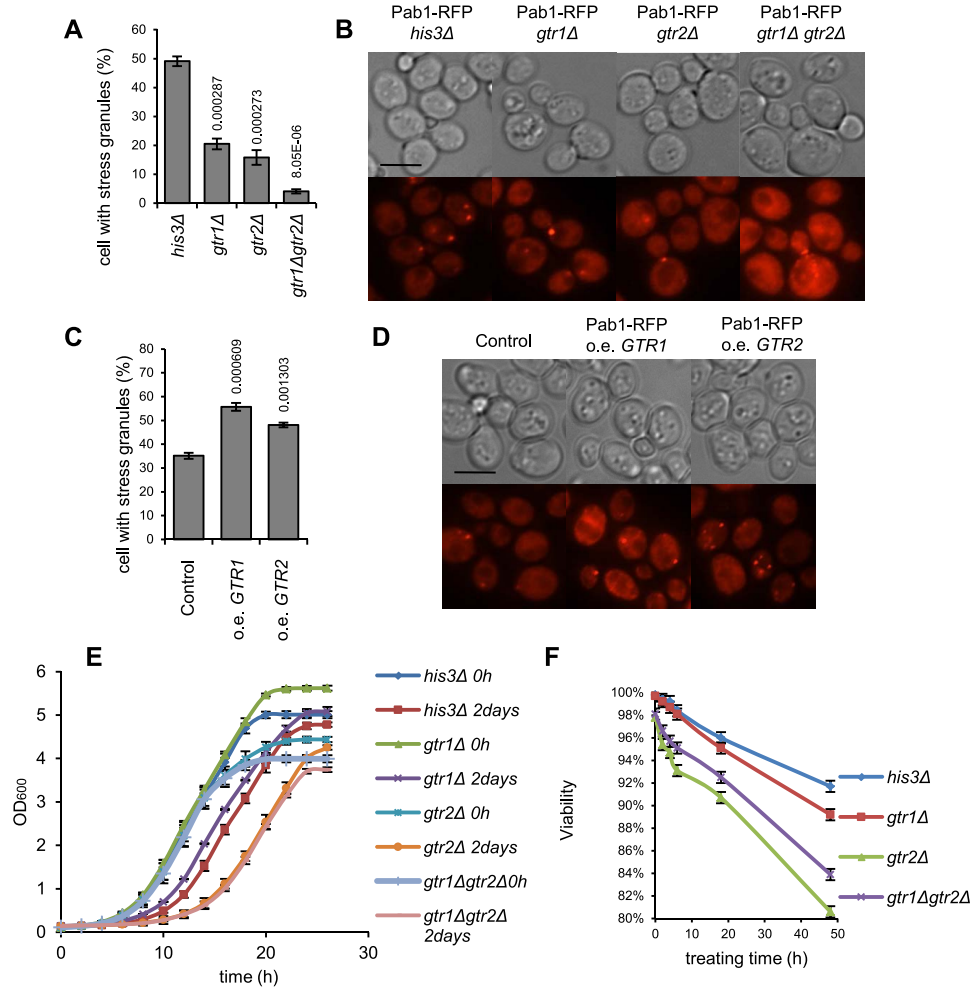 A
cell with stress granules (%)
60
50
40
30
20
10
0
0.000287
0.000273
8.05E-06
his3Δ
gtr1Δ
gtr2Δ
gtr1Δgtr2Δ
B
Pab1-RFP
his3Δ
Pab1-RFP
gtr1Δ
Pab1-RFP
gtr2Δ
Pab1-RFP
gtr1Δ gtr2Δ
C
cell with stress granules (%)
80
70
60
50
40
30
20
10
0
0.000609
0.001303
Control
o.e. GTR1
o.e. GTR2
D
Control
Pab1-RFP
o.e. GTR1
Pab1-RFP
o.e. GTR2
E
OD600
6
5
4
3
2
1
0
0
10
20
30
time (h)
his3Δ 0h
his3Δ 2days
gtr1Δ 0h
gtr1Δ 2days
gtr2Δ 0h
gtr2Δ 2days
gtr1Δgtr2Δ0h
gtr1Δgtr2Δ
2days
F
Viability
100%
98%
96%
94%
92%
90%
88%
86%
84%
82%
80%
0
10
20
30
40
50
treating time (h)
his3Δ
gtr1Δ
gtr2Δ
gtr1Δgtr2Δ